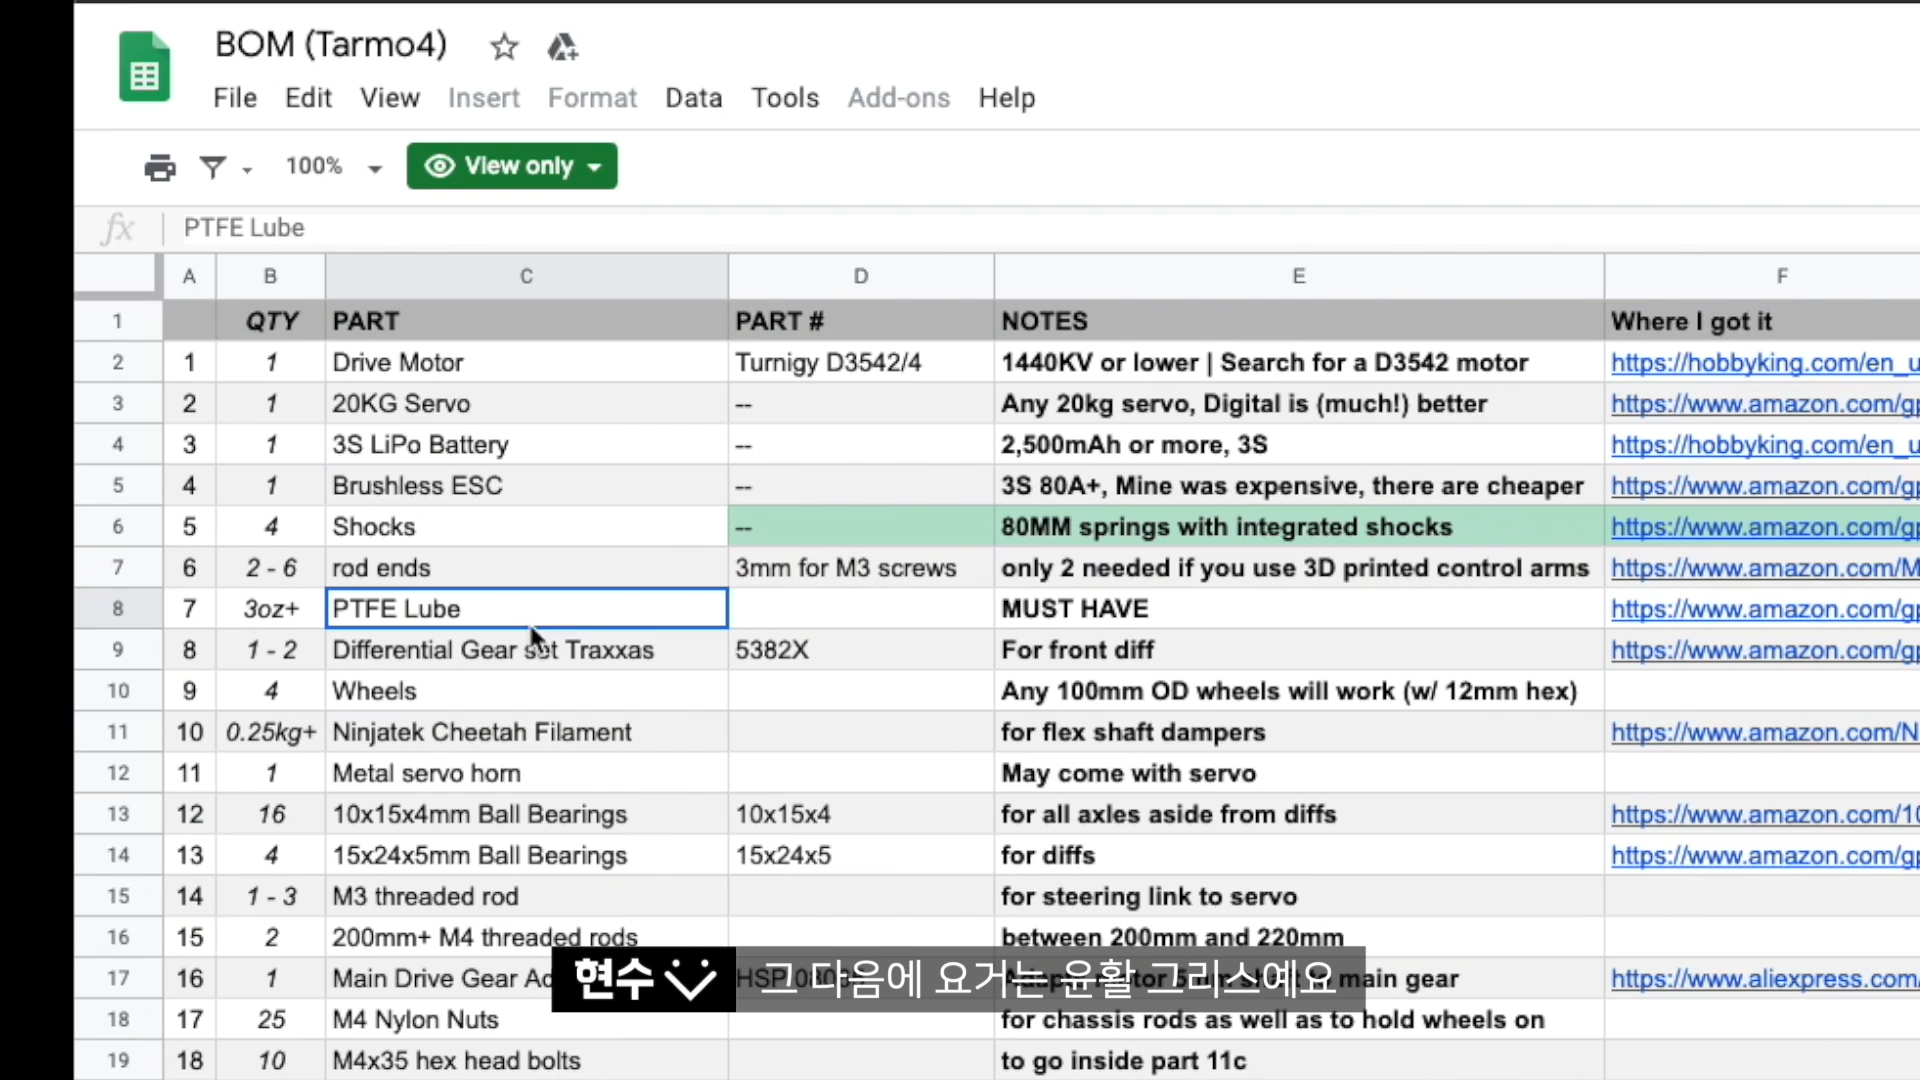 BOM (Tarmo4)
File Edit View Insert Format Data Tools Add-ons Help
100% View only
fx PTFE Lube
A B C D E F
1 QTY PART PART # NOTES Where I got it
2 1 1 Drive Motor Turnigy D3542/4 1440KV or lower | Search for a D3542 motor https://hobbyking.com/en_u
3 2 1 20KG Servo -- Any 20kg servo, Digital is (much!) better https://www.amazon.com/gp
4 3 1 3S LiPo Battery -- 2,500mAh or more, 3S https://hobbyking.com/en_u
5 4 1 Brushless ESC -- 3S 80A+, Mine was expensive, there are cheaper https://www.amazon.com/gp
6 5 4 Shocks -- 80MM springs with integrated shocks https://www.amazon.com/gp
7 6 2 - 6 rod ends 3mm for M3 screws only 2 needed if you use 3D printed control arms https://www.amazon.com/M
8 7 3oz+ PTFE Lube MUST HAVE https://www.amazon.com/gp
9 8 1 - 2 Differential Gear set Traxxas 5382X For front diff https://www.amazon.com/gp
10 9 4 Wheels Any 100mm OD wheels will work (w/ 12mm hex)
11 10 0.25kg+ Ninjatek Cheetah Filament for flex shaft dampers https://www.amazon.com/N
12 11 1 Metal servo horn May come with servo
13 12 16 10x15x4mm Ball Bearings 10x15x4 for all axles aside from diffs https://www.amazon.com/10
14 13 4 15x24x5mm Ball Bearings 15x24x5 for diffs https://www.amazon.com/gp
15 14 1 - 3 M3 threaded rod for steering link to servo
16 15 2 200mm+ M4 threaded rods between 200mm and 220mm
17 16 1 Main Drive Gear HSP main gear https://www.aliexpress.com/
현수 그 다음에 요거는 윤활 그리스예요
18 17 25 M4 Nylon Nuts for chassis rods as well as to hold wheels on
19 18 10 M4x35 hex head bolts to go inside part 11c